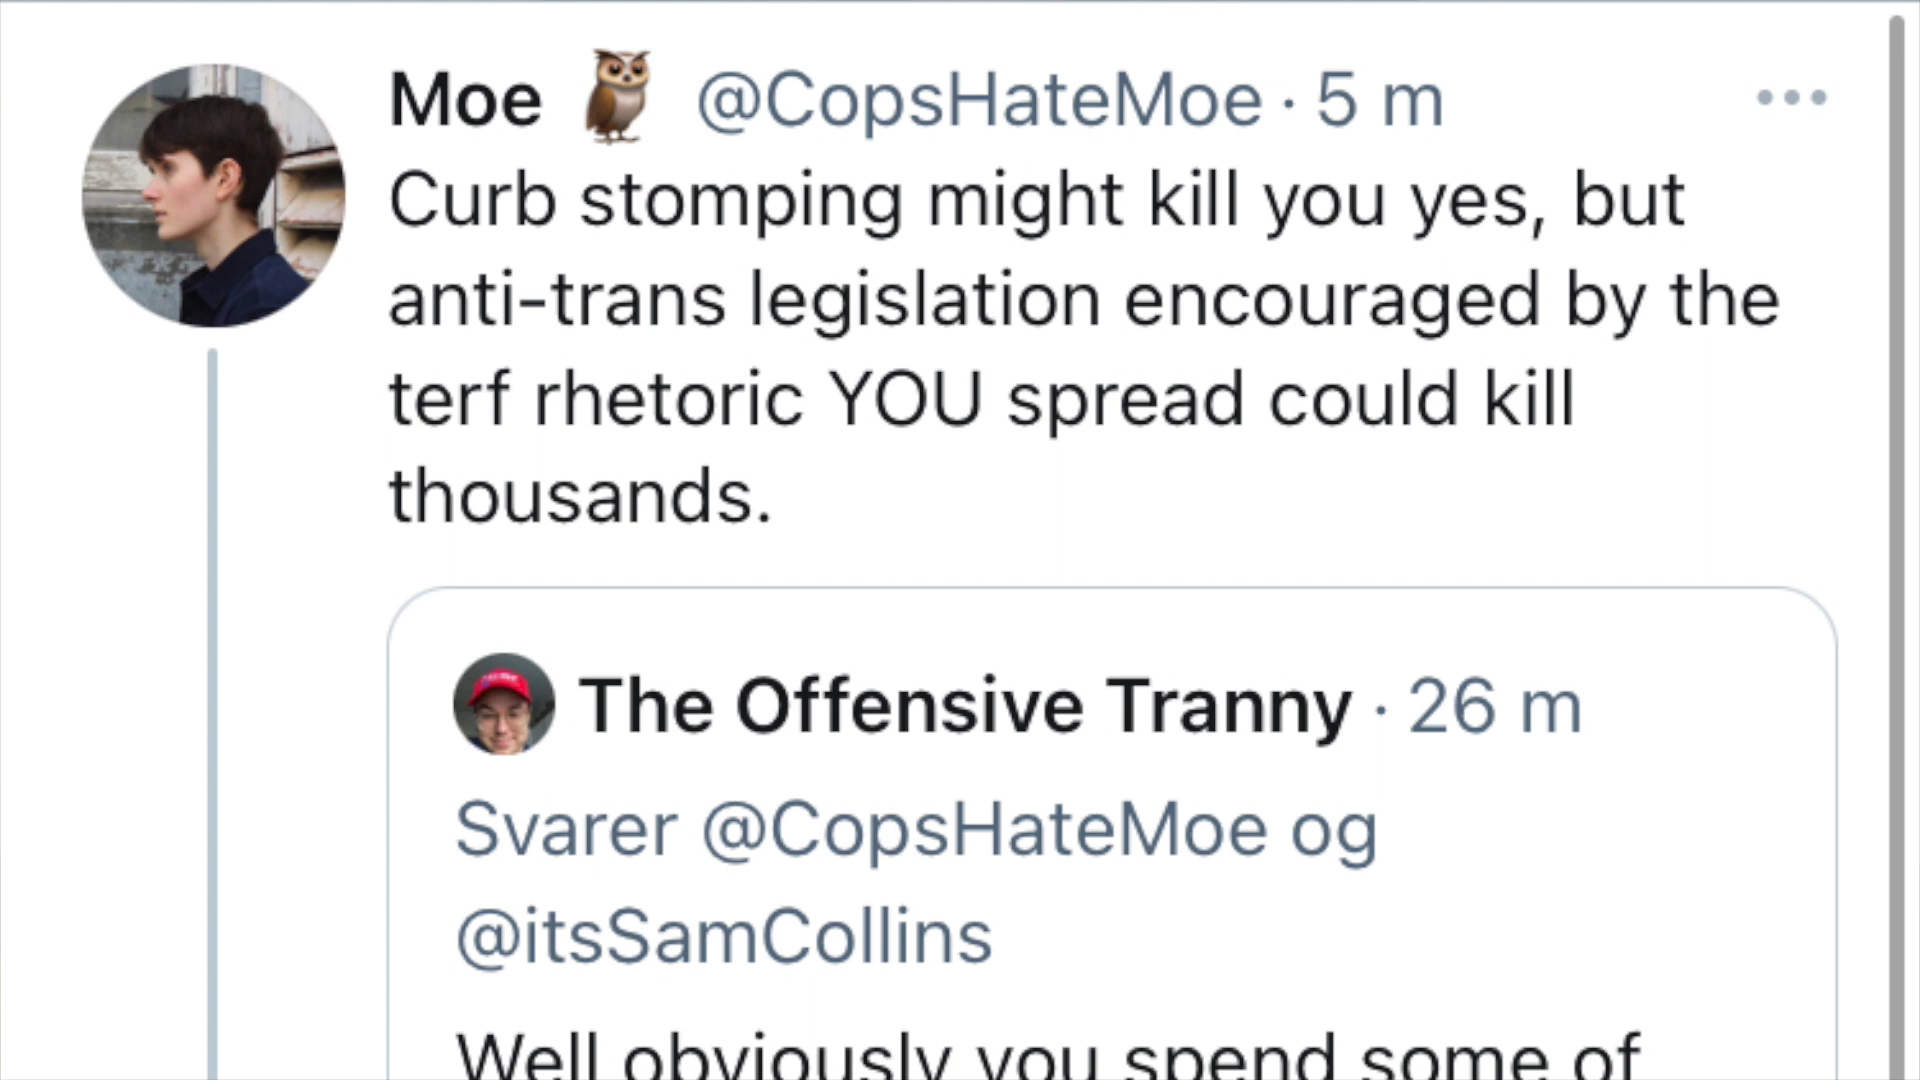 Moe 🦉 @CopsHateMoe · 5 m
Curb stomping might kill you yes, but
anti-trans legislation encouraged by the
terf rhetoric YOU spread could kill
thousands.
The Offensive Tranny · 26 m
Svarer @CopsHateMoe og
@itsSamCollins
Well obviously you spend some of